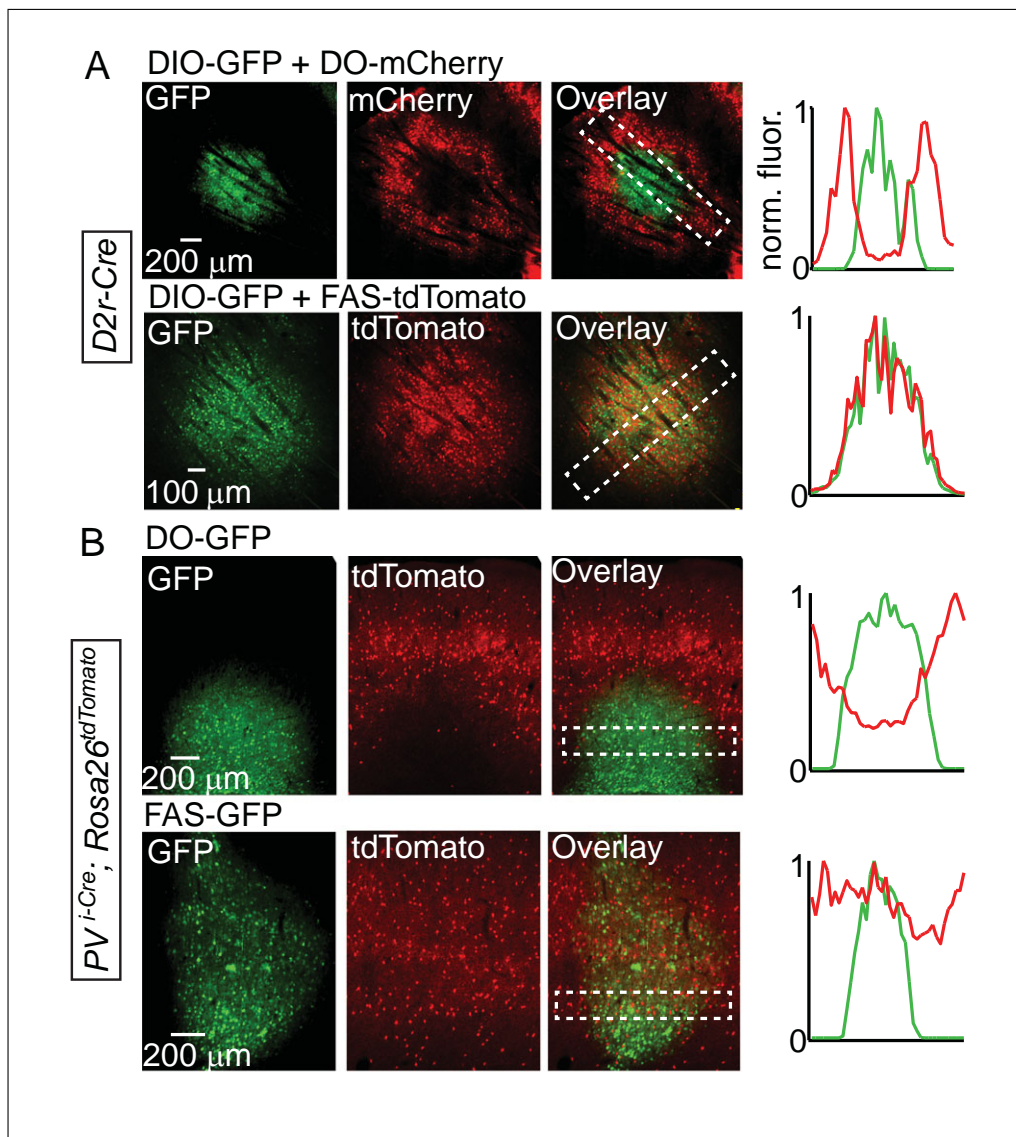 A
DIO-GFP + DO-mCherry
GFP mCherry Overlay
200 μm
1
norm. fluor.
0
D2r-Cre
DIO-GFP + FAS-tdTomato
GFP tdTomato Overlay
100 μm
1
0
B
DO-GFP
GFP tdTomato Overlay
200 μm
1
0
PV i-Cre; Rosa26tdTomato
FAS-GFP
GFP tdTomato Overlay
200 μm
1
0